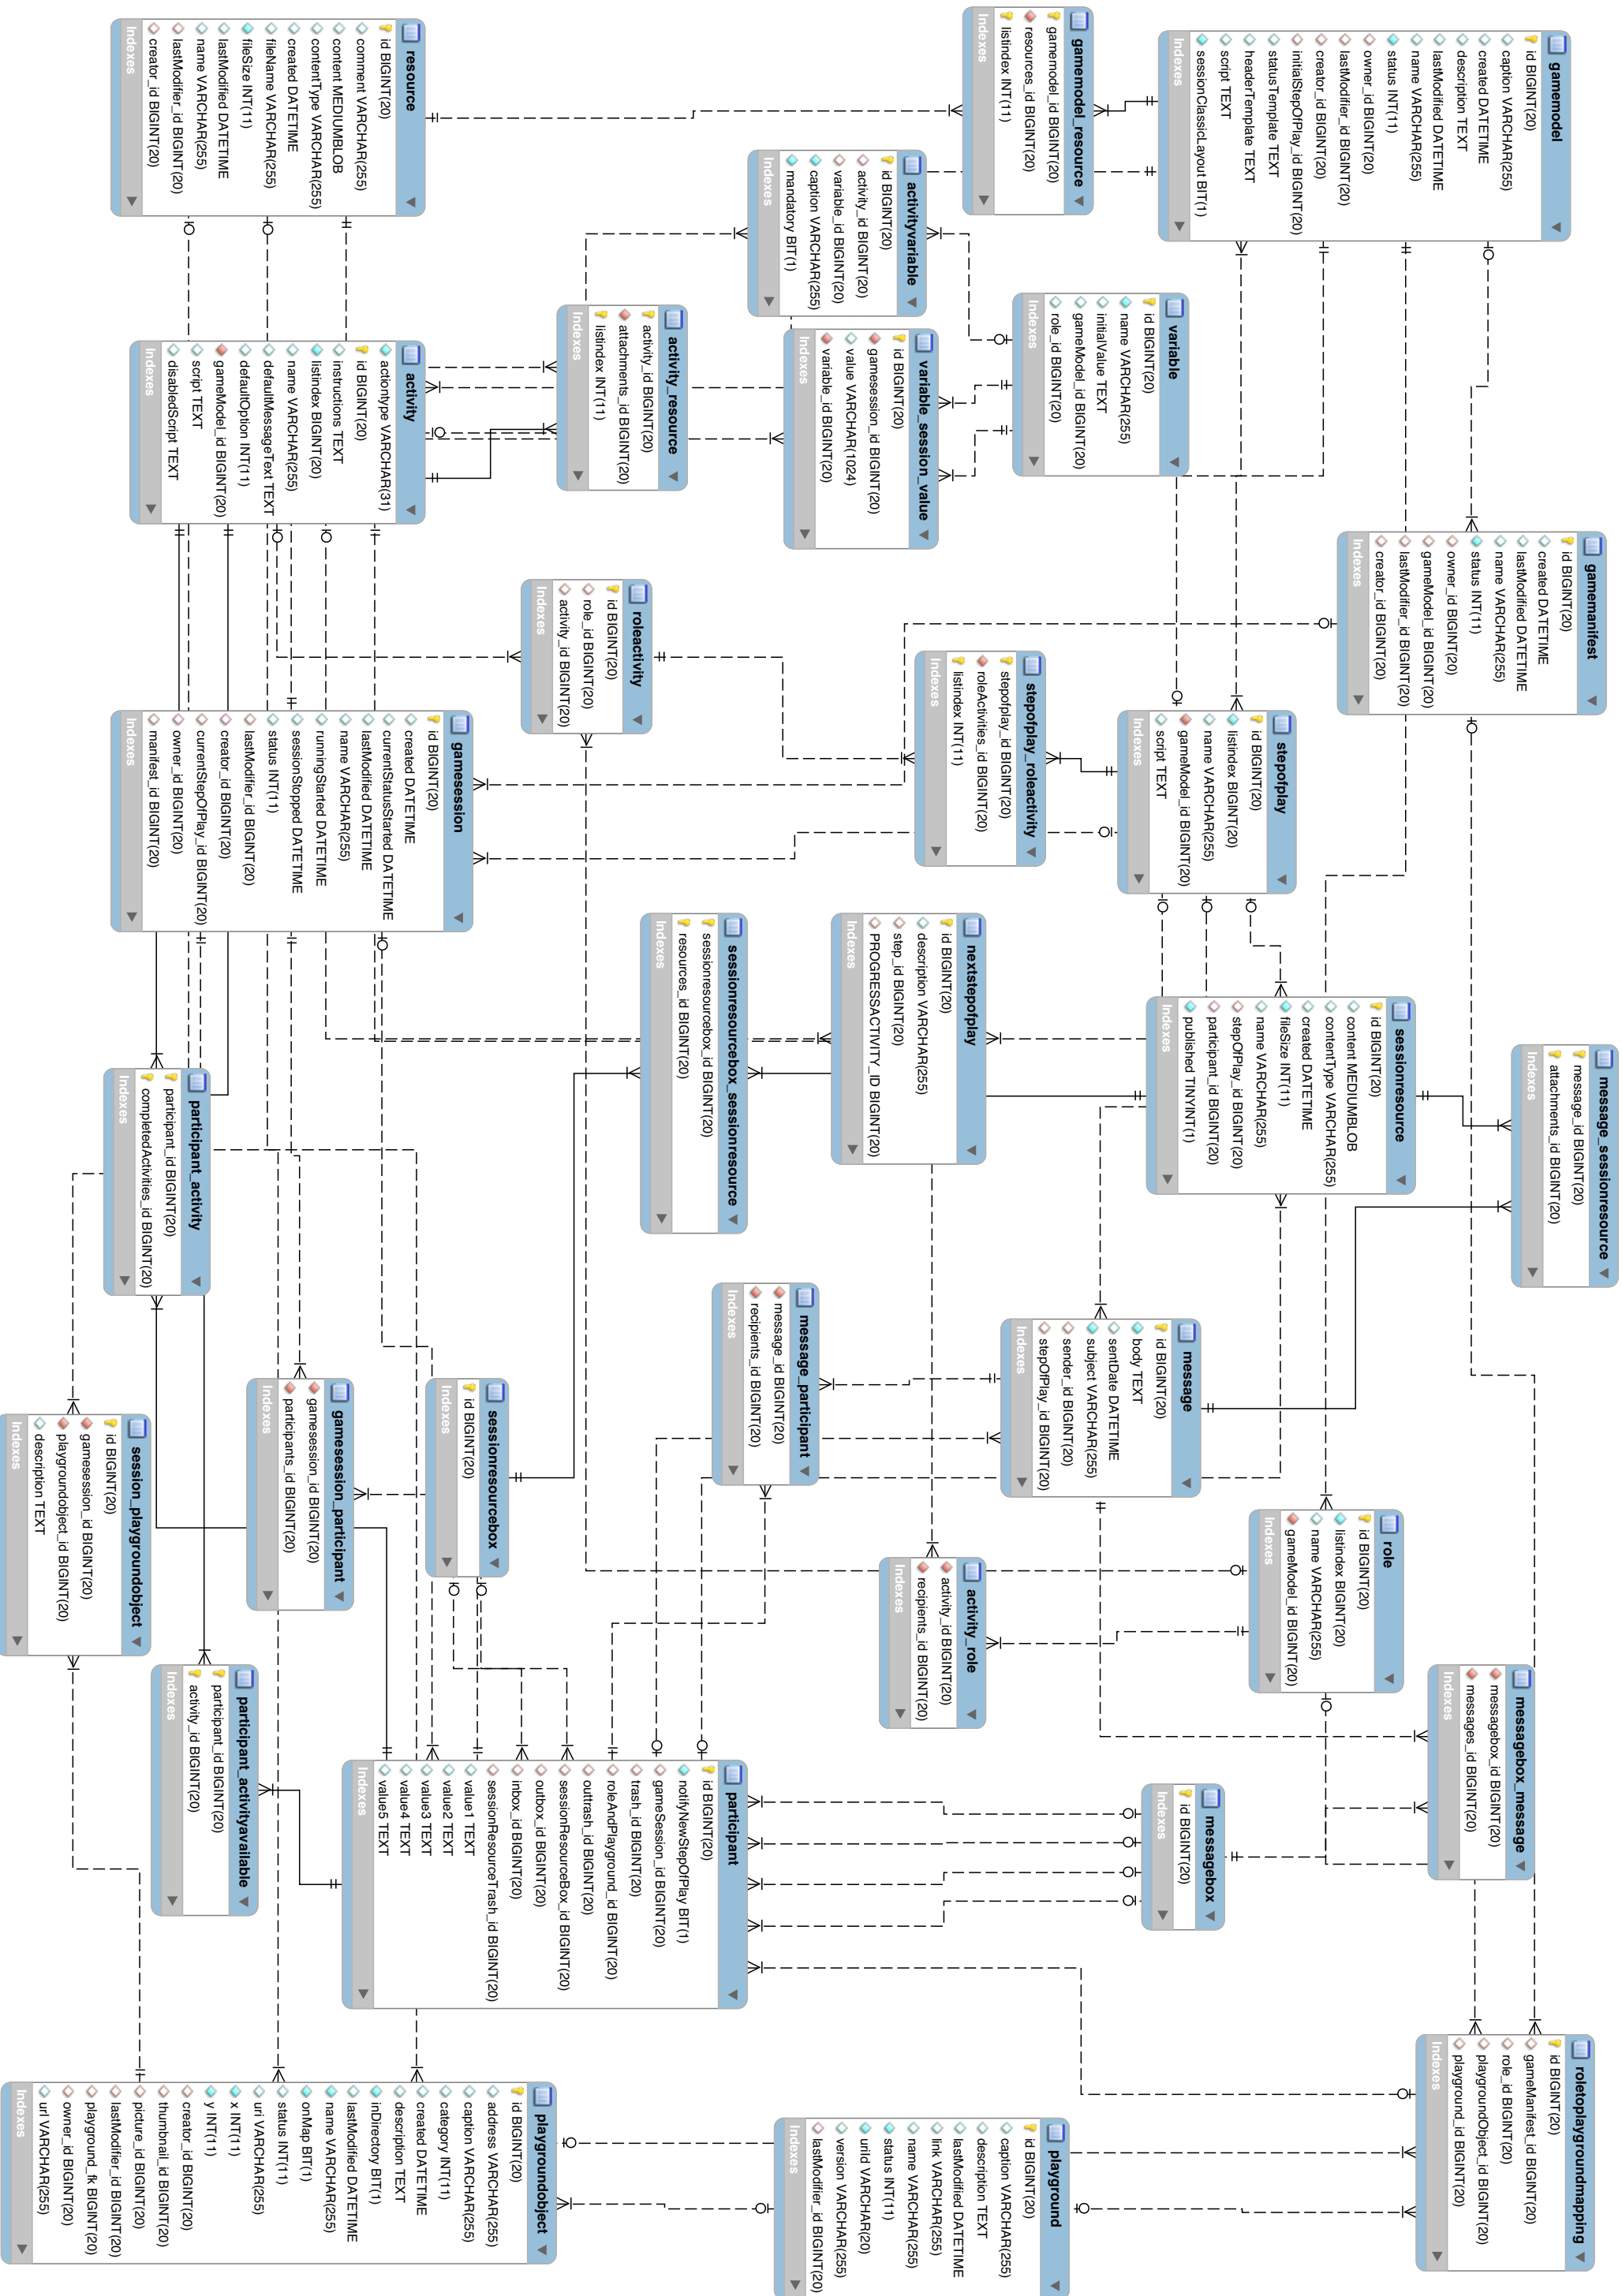 gamemodel
id BIGINT(20)
caption VARCHAR(255)
created DATETIME
description TEXT
lastModified DATETIME
name VARCHAR(255)
status INT(11)
owner_id BIGINT(20)
lastModifier_id BIGINT(20)
creator_id BIGINT(20)
initialStepOfPlay_id BIGINT(20)
statusTemplate TEXT
headerTemplate TEXT
script TEXT
sessionClassicLayout BIT(1)
Indexes
gamemanifest
id BIGINT(20)
created DATETIME
lastModified DATETIME
name VARCHAR(255)
status INT(11)
owner_id BIGINT(20)
gameModel_id BIGINT(20)
lastModifier_id BIGINT(20)
creator_id BIGINT(20)
Indexes
message_sessionresource
message_id BIGINT(20)
attachments_id BIGINT(20)
Indexes
messagebox_message
messagebox_id BIGINT(20)
messages_id BIGINT(20)
Indexes
roletoplaygroundmapping
id BIGINT(20)
gameManifest_id BIGINT(20)
role_id BIGINT(20)
playgroundObject_id BIGINT(20)
playground_id BIGINT(20)
Indexes
sessionresource
id BIGINT(20)
content MEDIUMBLOB
contentType VARCHAR(255)
created DATETIME
fileSize INT(11)
name VARCHAR(255)
stepOfPlay_id BIGINT(20)
participant_id BIGINT(20)
published TINYINT(1)
Indexes
role
id BIGINT(20)
listindex BIGINT(20)
name VARCHAR(255)
gameModel_id BIGINT(20)
Indexes
stepofplay
id BIGINT(20)
listindex BIGINT(20)
name VARCHAR(255)
gameModel_id BIGINT(20)
script TEXT
Indexes
messagebox
id BIGINT(20)
Indexes
message
id BIGINT(20)
body TEXT
sentDate DATETIME
subject VARCHAR(255)
sender_id BIGINT(20)
stepOfPlay_id BIGINT(20)
Indexes
variable
id BIGINT(20)
name VARCHAR(255)
initialValue TEXT
gameModel_id BIGINT(20)
role_id BIGINT(20)
Indexes
gamemodel_resource
gamemodel_id BIGINT(20)
resources_id BIGINT(20)
listindex INT(11)
Indexes
playground
id BIGINT(20)
caption VARCHAR(255)
description TEXT
lastModified DATETIME
link VARCHAR(255)
name VARCHAR(255)
status INT(11)
uriId VARCHAR(20)
version VARCHAR(255)
lastModifier_id BIGINT(20)
Indexes
stepofplay_roleactivity
stepofplay_id BIGINT(20)
roleActivities_id BIGINT(20)
listindex INT(11)
Indexes
nextstepofplay
id BIGINT(20)
description VARCHAR(255)
step_id BIGINT(20)
PROGRESSACTIVITY_ID BIGINT(20)
Indexes
activity_role
activity_id BIGINT(20)
recipients_id BIGINT(20)
Indexes
variable_session_value
id BIGINT(20)
gamesession_id BIGINT(20)
value VARCHAR(1024)
variable_id BIGINT(20)
Indexes
activityvariable
id BIGINT(20)
activity_id BIGINT(20)
variable_id BIGINT(20)
caption VARCHAR(255)
mandatory BIT(1)
Indexes
message_participant
message_id BIGINT(20)
recipients_id BIGINT(20)
Indexes
sessionresourcebox_sessionresource
sessionresourcebox_id BIGINT(20)
resources_id BIGINT(20)
Indexes
participant
id BIGINT(20)
notifyNewStepOfPlay BIT(1)
gameSession_id BIGINT(20)
trash_id BIGINT(20)
roleAndPlayground_id BIGINT(20)
outtrash_id BIGINT(20)
sessionResourceBox_id BIGINT(20)
outbox_id BIGINT(20)
inbox_id BIGINT(20)
sessionResourceTrash_id BIGINT(20)
value1 TEXT
value2 TEXT
value3 TEXT
value4 TEXT
value5 TEXT
Indexes
activity_resource
activity_id BIGINT(20)
attachments_id BIGINT(20)
listindex INT(11)
Indexes
roleactivity
id BIGINT(20)
role_id BIGINT(20)
activity_id BIGINT(20)
Indexes
playgroundobject
id BIGINT(20)
address VARCHAR(255)
caption VARCHAR(255)
category INT(11)
created DATETIME
description TEXT
inDirectory BIT(1)
lastModified DATETIME
name VARCHAR(255)
onMap BIT(1)
status INT(11)
uri VARCHAR(255)
x INT(11)
y INT(11)
creator_id BIGINT(20)
thumbnail_id BIGINT(20)
picture_id BIGINT(20)
lastModifier_id BIGINT(20)
playground_fk BIGINT(20)
owner_id BIGINT(20)
url VARCHAR(255)
Indexes
sessionresourcebox
id BIGINT(20)
Indexes
gamesession
id BIGINT(20)
created DATETIME
currentStatusStarted DATETIME
lastModified DATETIME
name VARCHAR(255)
runningStarted DATETIME
sessionStopped DATETIME
status INT(11)
lastModifier_id BIGINT(20)
creator_id BIGINT(20)
currentStepOfPlay_id BIGINT(20)
owner_id BIGINT(20)
manifest_id BIGINT(20)
Indexes
resource
id BIGINT(20)
comment VARCHAR(255)
content MEDIUMBLOB
contentType VARCHAR(255)
created DATETIME
fileName VARCHAR(255)
fileSize INT(11)
lastModified DATETIME
name VARCHAR(255)
lastModifier_id BIGINT(20)
creator_id BIGINT(20)
Indexes
activity
actiontype VARCHAR(31)
id BIGINT(20)
instructions TEXT
listindex BIGINT(20)
name VARCHAR(255)
defaultMessageText TEXT
defaultOption INT(11)
gameModel_id BIGINT(20)
script TEXT
disabledScript TEXT
Indexes
gamesession_participant
gamesession_id BIGINT(20)
participants_id BIGINT(20)
Indexes
participant_activityavailable
participant_id BIGINT(20)
activity_id BIGINT(20)
Indexes
participant_activity
participant_id BIGINT(20)
completedActivities_id BIGINT(20)
Indexes
session_playgroundobject
id BIGINT(20)
gamesession_id BIGINT(20)
playgroundobject_id BIGINT(20)
description TEXT
Indexes